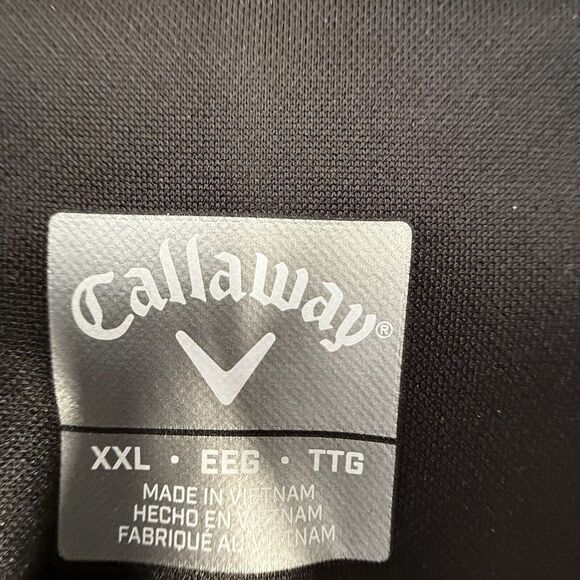 Callaway®
XXL • EEG • TTG
MADE IN VIETNAM
HECHO EN VIETNAM
FABRIQUÉ AU VIETNAM